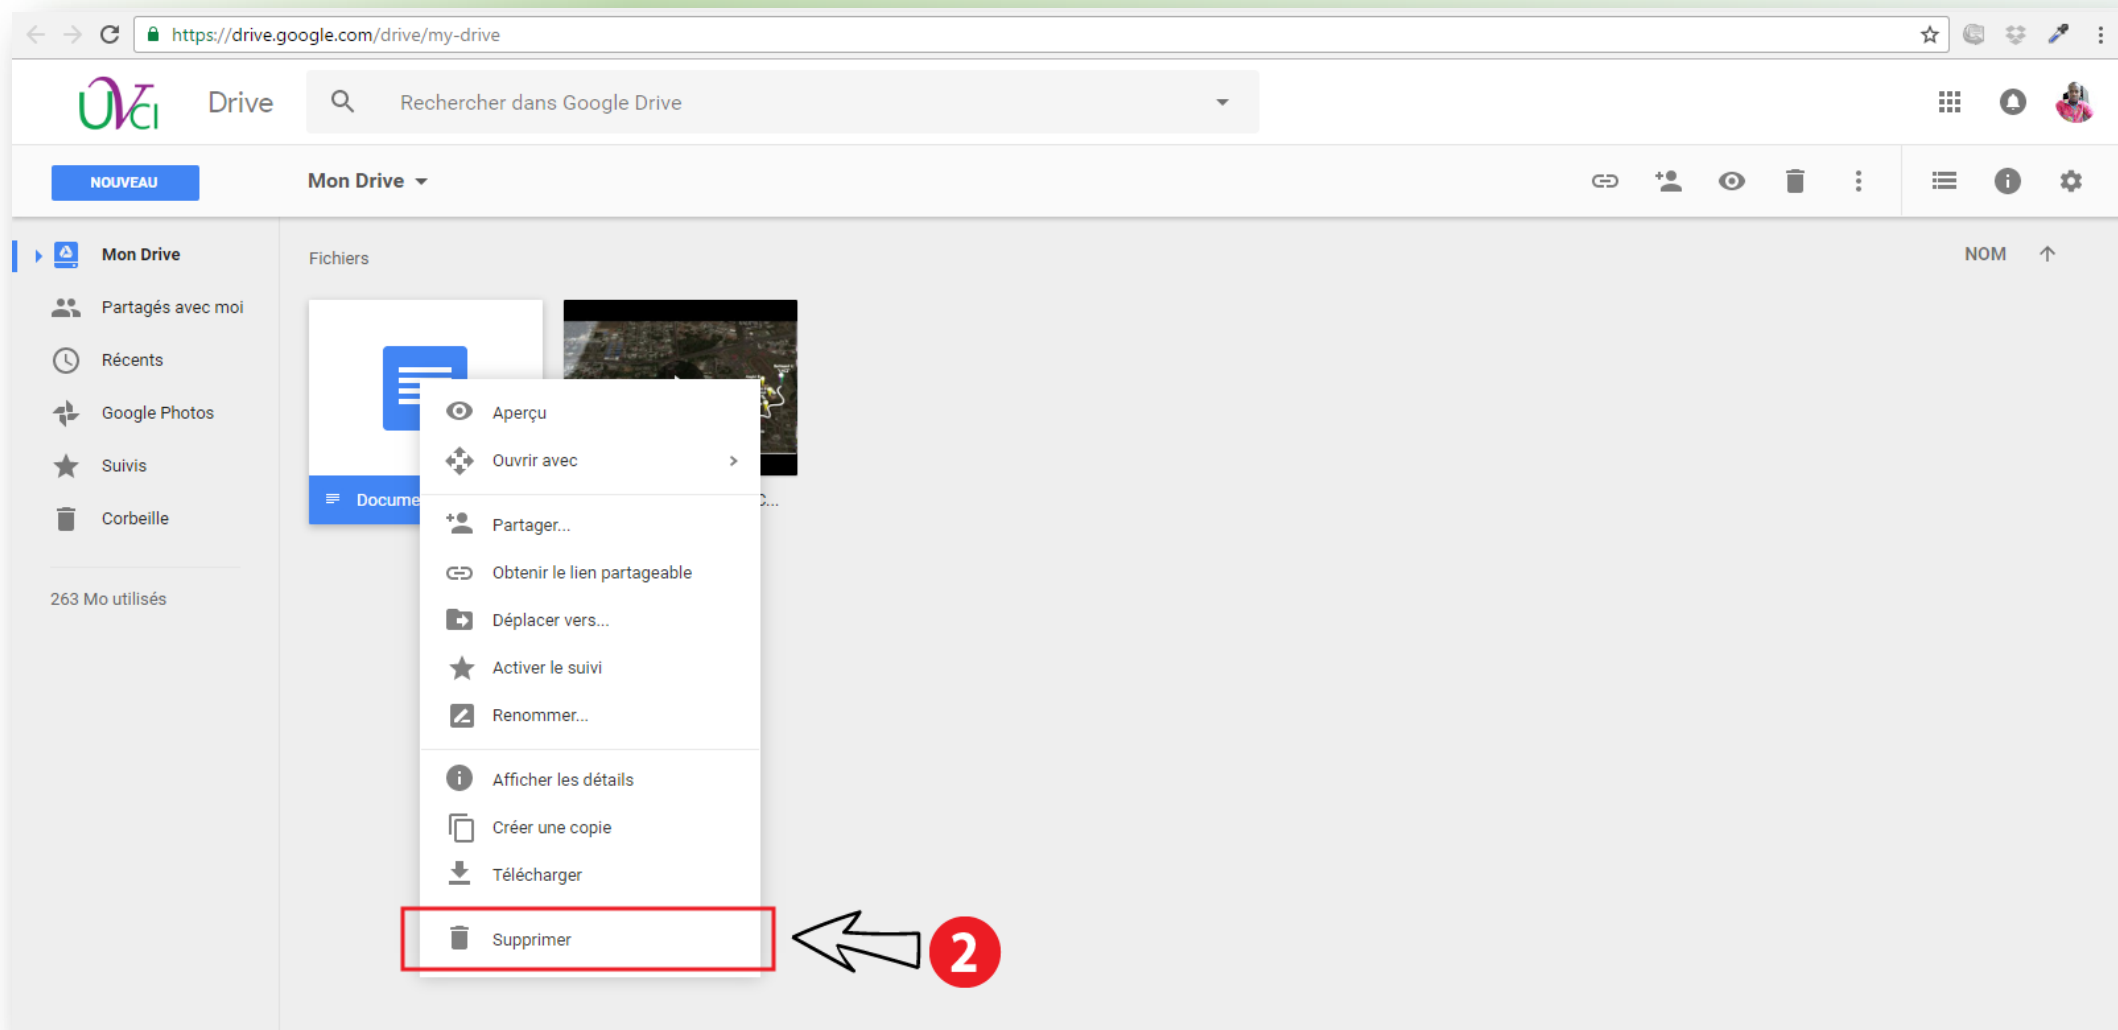 https://drive.google.com/drive/my-drive
UVCI Drive Rechercher dans Google Drive
NOUVEAU Mon Drive
Mon Drive
Fichiers
NOM
Partagés avec moi
Récents
Google Photos
Suivis
Corbeille
263 Mo utilisés
Docume
C...
Aperçu
Ouvrir avec
Partager...
Obtenir le lien partageable
Déplacer vers...
Activer le suivi
Renommer...
Afficher les détails
Créer une copie
Télécharger
Supprimer
2